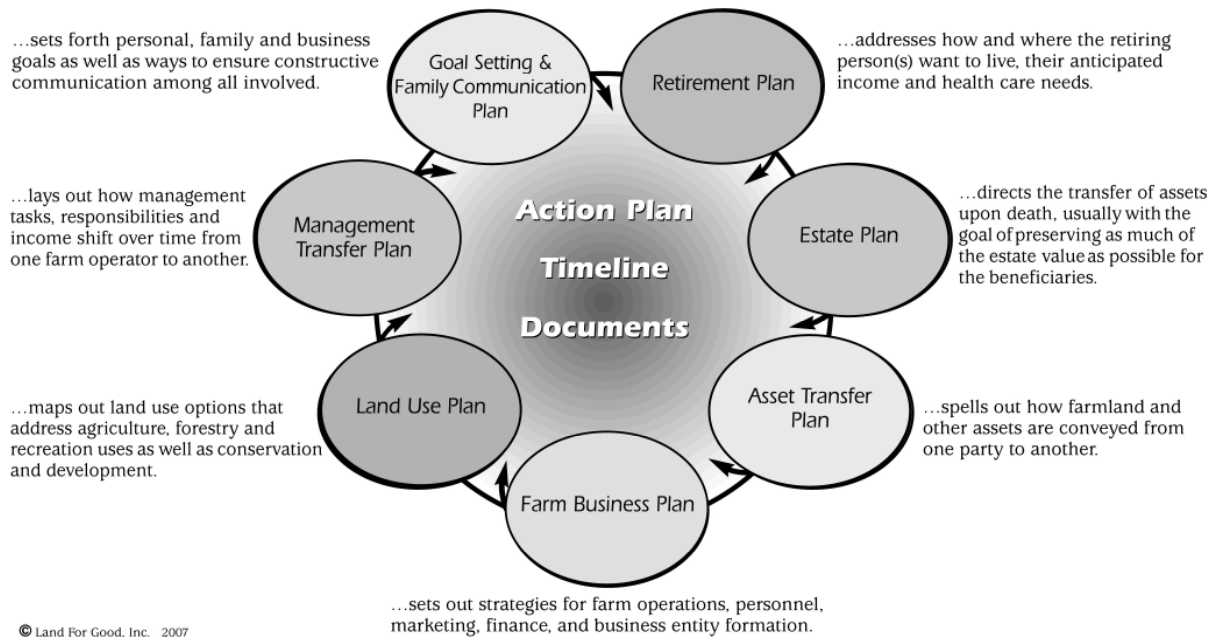 …sets forth personal, family and business
goals as well as ways to ensure constructive
communication among all involved.
Goal Setting &
Family Communication
Plan
Retirement Plan
…addresses how and where the retiring
person(s) want to live, their anticipated
income and health care needs.
…lays out how management
tasks, responsibilities and
income shift over time from
one farm operator to another.
Management
Transfer Plan
Action Plan
Timeline
Documents
Estate Plan
…directs the transfer of assets
upon death, usually with the
goal of preserving as much of
the estate value as possible for
the beneficiaries.
…maps out land use options that
address agriculture, forestry and
recreation uses as well as conservation
and development.
Land Use Plan
Asset Transfer
Plan
…spells out how farmland and
other assets are conveyed from
one party to another.
Farm Business Plan
…sets out strategies for farm operations, personnel,
marketing, finance, and business entity formation.
© Land For Good, Inc. 2007